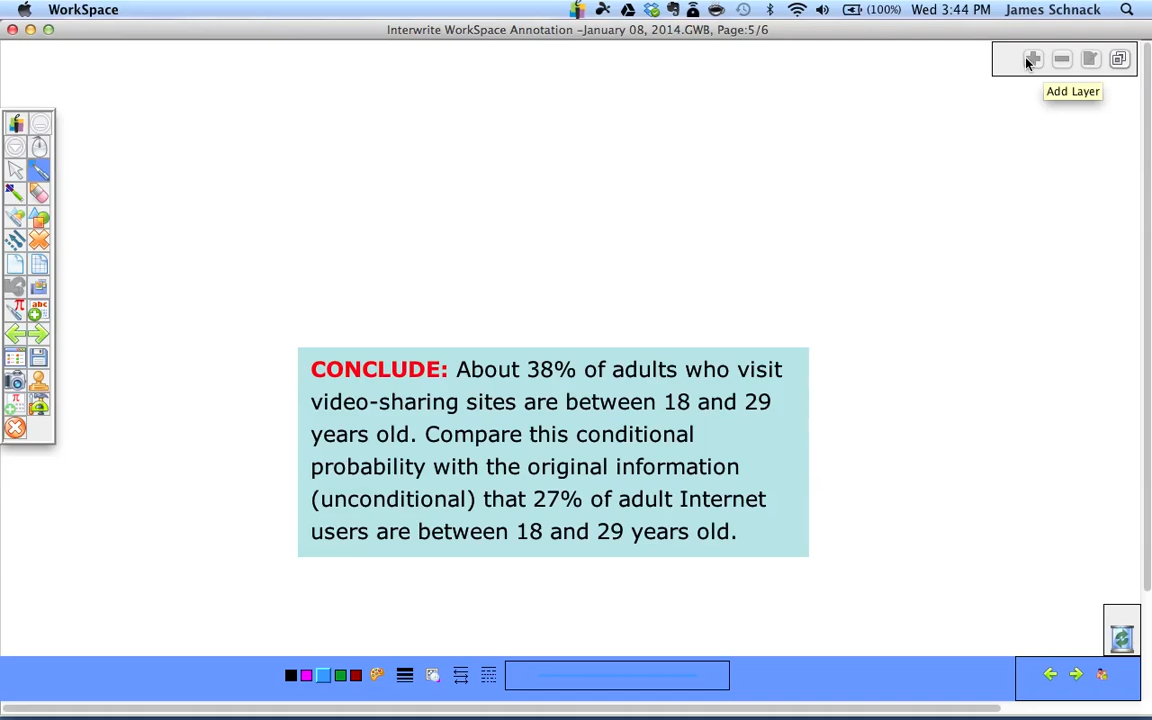 WorkSpace
(100%) Wed 3:44 PM James Schnack
Interwrite WorkSpace Annotation –January 08, 2014.GWB, Page:5/6
Add Layer
abc
π
π
CONCLUDE: About 38% of adults who visit
video-sharing sites are between 18 and 29
years old. Compare this conditional
probability with the original information
(unconditional) that 27% of adult Internet
users are between 18 and 29 years old.